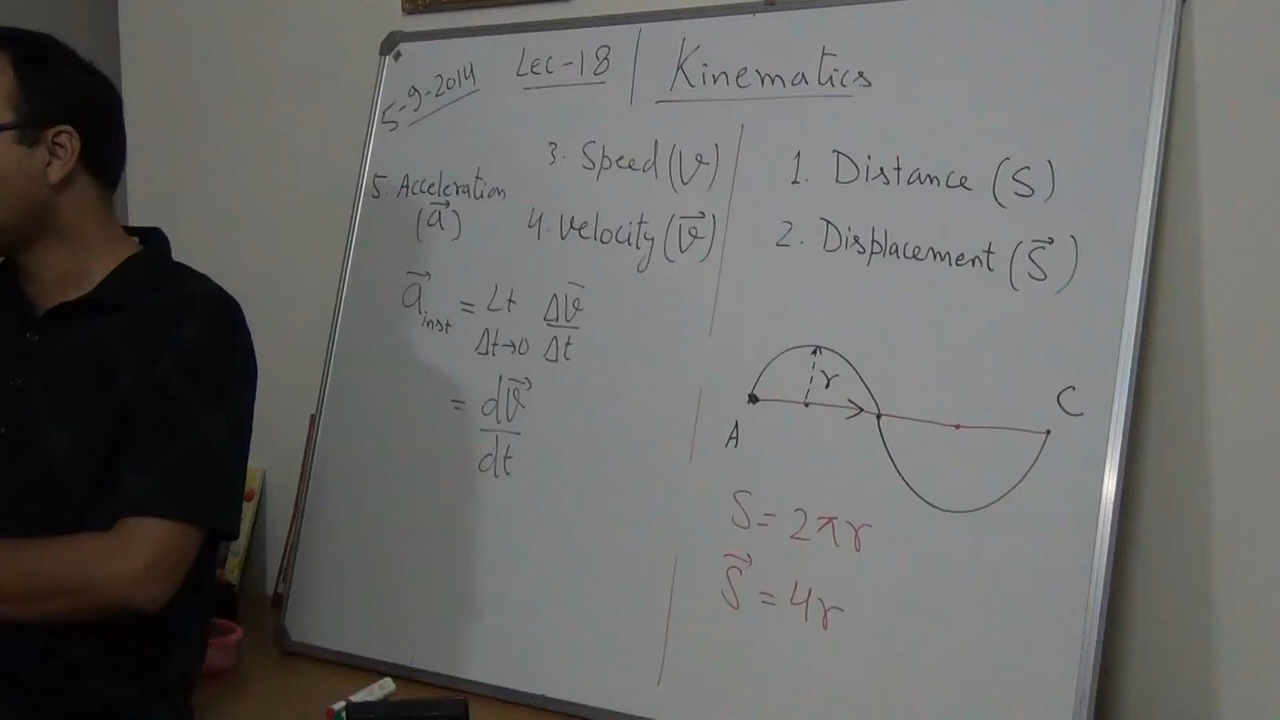 5-9-2014 Lec-18 | Kinematics
1. Distance (S)
2. Displacement (S⃗)
3. Speed (v)
4. Velocity (v⃗)
5. Acceleration
(a⃗)
a⃗inst = Lt Δv⃗
Δt→0 Δt
= dv⃗
dt
r
A
C
S = 2πr
S⃗ = 4r